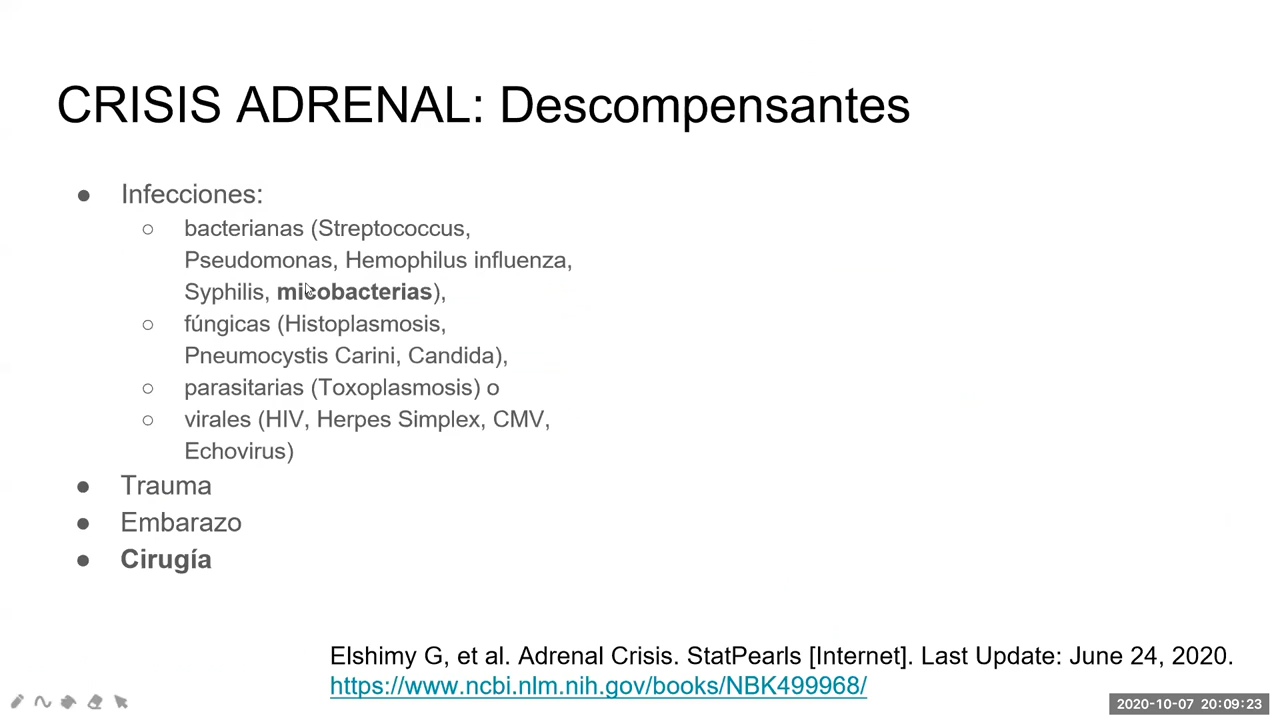 CRISIS ADRENAL: Descompensantes
● Infecciones:
○ bacterianas (Streptococcus,
Pseudomonas, Hemophilus influenza,
Syphilis, micobacterias),
○ fúngicas (Histoplasmosis,
Pneumocystis Carini, Candida),
○ parasitarias (Toxoplasmosis) o
○ virales (HIV, Herpes Simplex, CMV,
Echovirus)
● Trauma
● Embarazo
● Cirugía
Elshimy G, et al. Adrenal Crisis. StatPearls [Internet]. Last Update: June 24, 2020.
https://www.ncbi.nlm.nih.gov/books/NBK499968/
2020-10-07 20:09:23